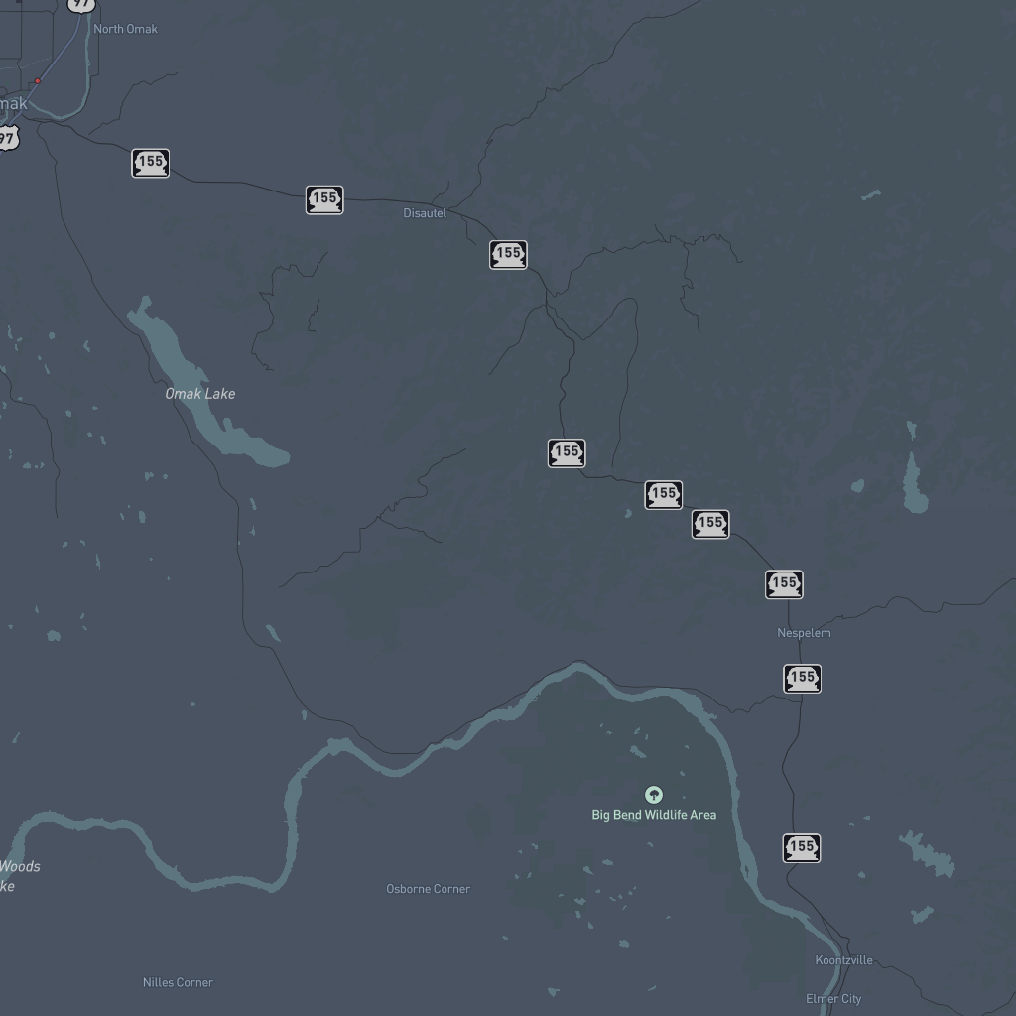 97
North Omak
mak
97
155
155
Disautel
155
Omak Lake
155
155
155
155
Nespelem
155
Big Bend Wildlife Area
155
Woods
ke
Osborne Corner
Koontzville
Nilles Corner
Elmer City